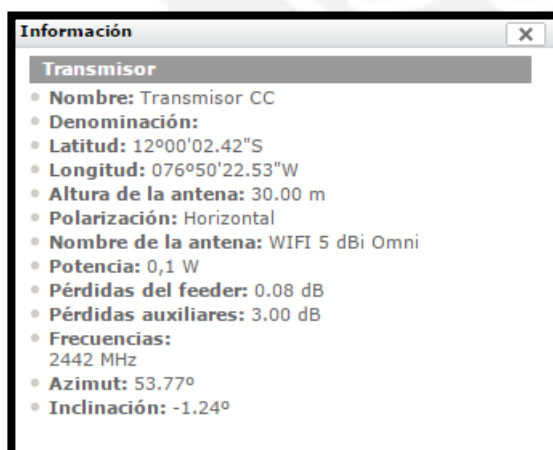 Información
Transmisor
Nombre: Transmisor CC
Denominación:
Latitud: 12º00'02.42"S
Longitud: 076º50'22.53"W
Altura de la antena: 30.00 m
Polarización: Horizontal
Nombre de la antena: WIFI 5 dBi Omni
Potencia: 0,1 W
Pérdidas del feeder: 0.08 dB
Pérdidas auxiliares: 3.00 dB
Frecuencias:
2442 MHz
Azimut: 53.77º
Inclinación: -1.24º